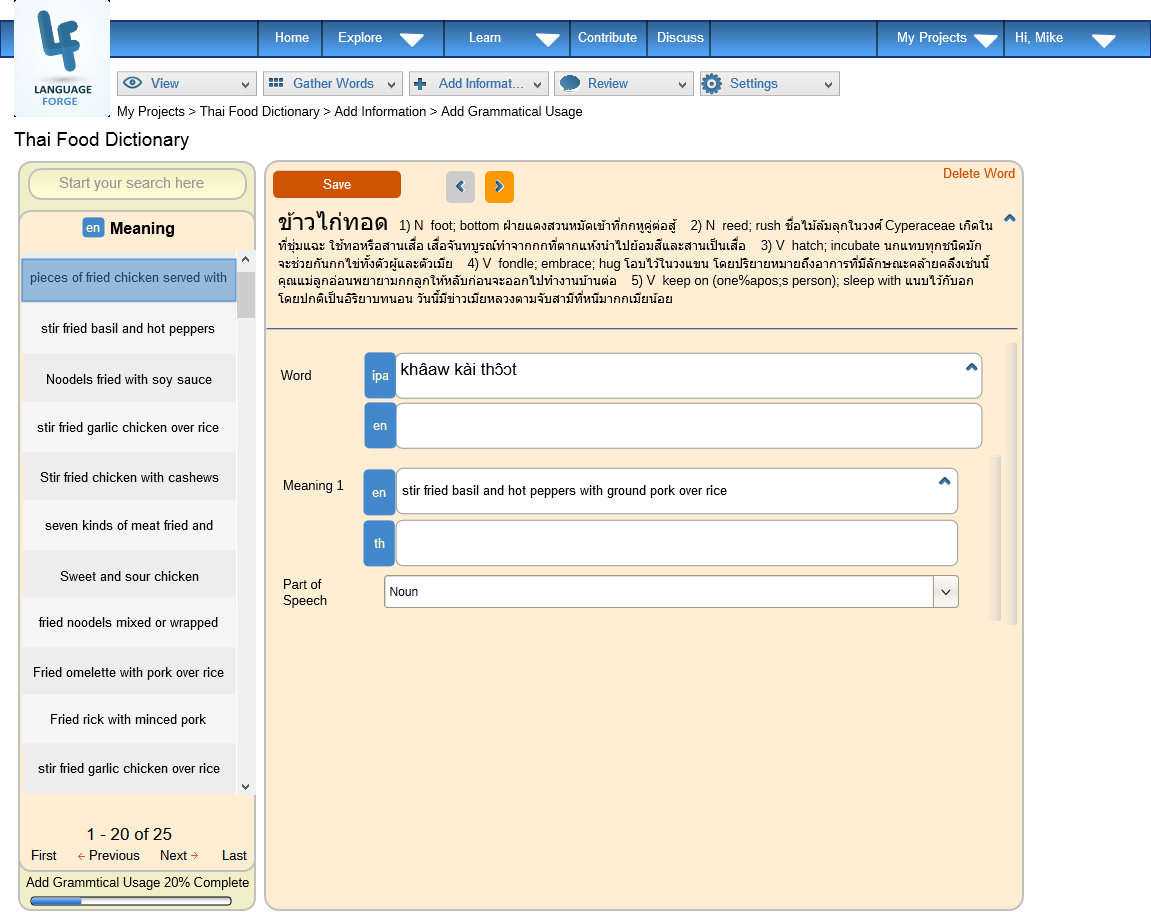 Home
Explore
Learn
Contribute
Discuss
My Projects
Hi, Mike
LANGUAGE
FORGE
View
Gather Words
Add Informat...
Review
Settings
My Projects > Thai Food Dictionary > Add Information > Add Grammatical Usage
Thai Food Dictionary
Start your search here
en Meaning
pieces of fried chicken served with
stir fried basil and hot peppers
Noodels fried with soy sauce
stir fried garlic chicken over rice
Stir fried chicken with cashews
seven kinds of meat fried and
Sweet and sour chicken
fried noodels mixed or wrapped
Fried omelette with pork over rice
Fried rick with minced pork
stir fried garlic chicken over rice
1 - 20 of 25
First Previous Next Last
Add Grammtical Usage 20% Complete
Save
Delete Word
ข้าวไก่ทอด 1) N foot; bottom ฝ่ายแดงสวนหมัดเข้าที่กกหูคู่ต่อสู้ 2) N reed; rush ชื่อไม้ล้มลุกในวงศ์ Cyperaceae เกิดใน
ที่ชุ่มแฉะ ใช้ทอหรือสานเสื่อ เสื่อจันทบูรณ์ทำจากกกที่ตากแห้งนำไปย้อมสีและสานเป็นเสื่อ 3) V hatch; incubate นกแทบทุกชนิดมัก
จะช่วยกันกกไข่ทั้งตัวผู้และตัวเมีย 4) V fondle; embrace; hug โอบไว้ในวงแขน โดยปริยายหมายถึงอาการที่มีลักษณะคล้ายคลึงเช่นนี้
คุณแม่ลูกอ่อนพยายามกกลูกให้หลับก่อนจะออกไปทำงานบ้านต่อ 5) V keep on (one%apos;s person); sleep with แนบไว้กับอก
โดยปกติเป็นอิริยาบทนอน วันนี้มีข่าวเมียหลวงตามจับสามีที่หนีมากกเมียน้อย
Word
ipa khâaw kài thɔ̂ɔt
en
Meaning 1
en stir fried basil and hot peppers with ground pork over rice
th
Part of
Speech
Noun